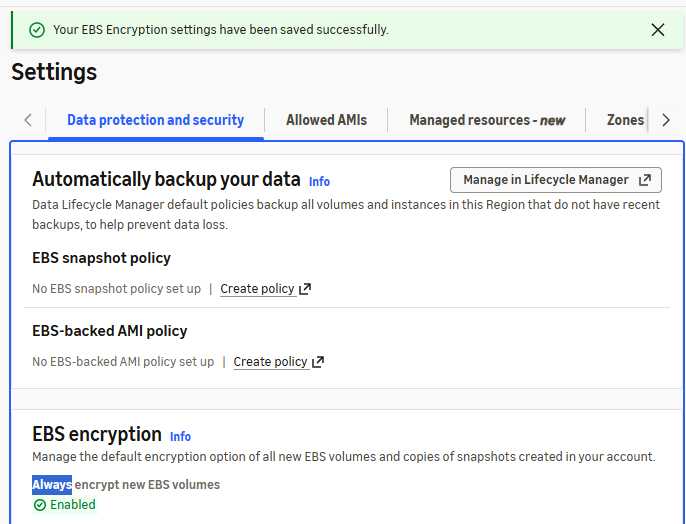 Your EBS Encryption settings have been saved successfully.
Settings
Data protection and security
Allowed AMIs
Managed resources - new
Zones
Automatically backup your data Info
Manage in Lifecycle Manager
Data Lifecycle Manager default policies backup all volumes and instances in this Region that do not have recent
backups, to help prevent data loss.
EBS snapshot policy
No EBS snapshot policy set up | Create policy
EBS-backed AMI policy
No EBS-backed AMI policy set up | Create policy
EBS encryption Info
Manage the default encryption option of all new EBS volumes and copies of snapshots created in your account.
Always encrypt new EBS volumes
Enabled